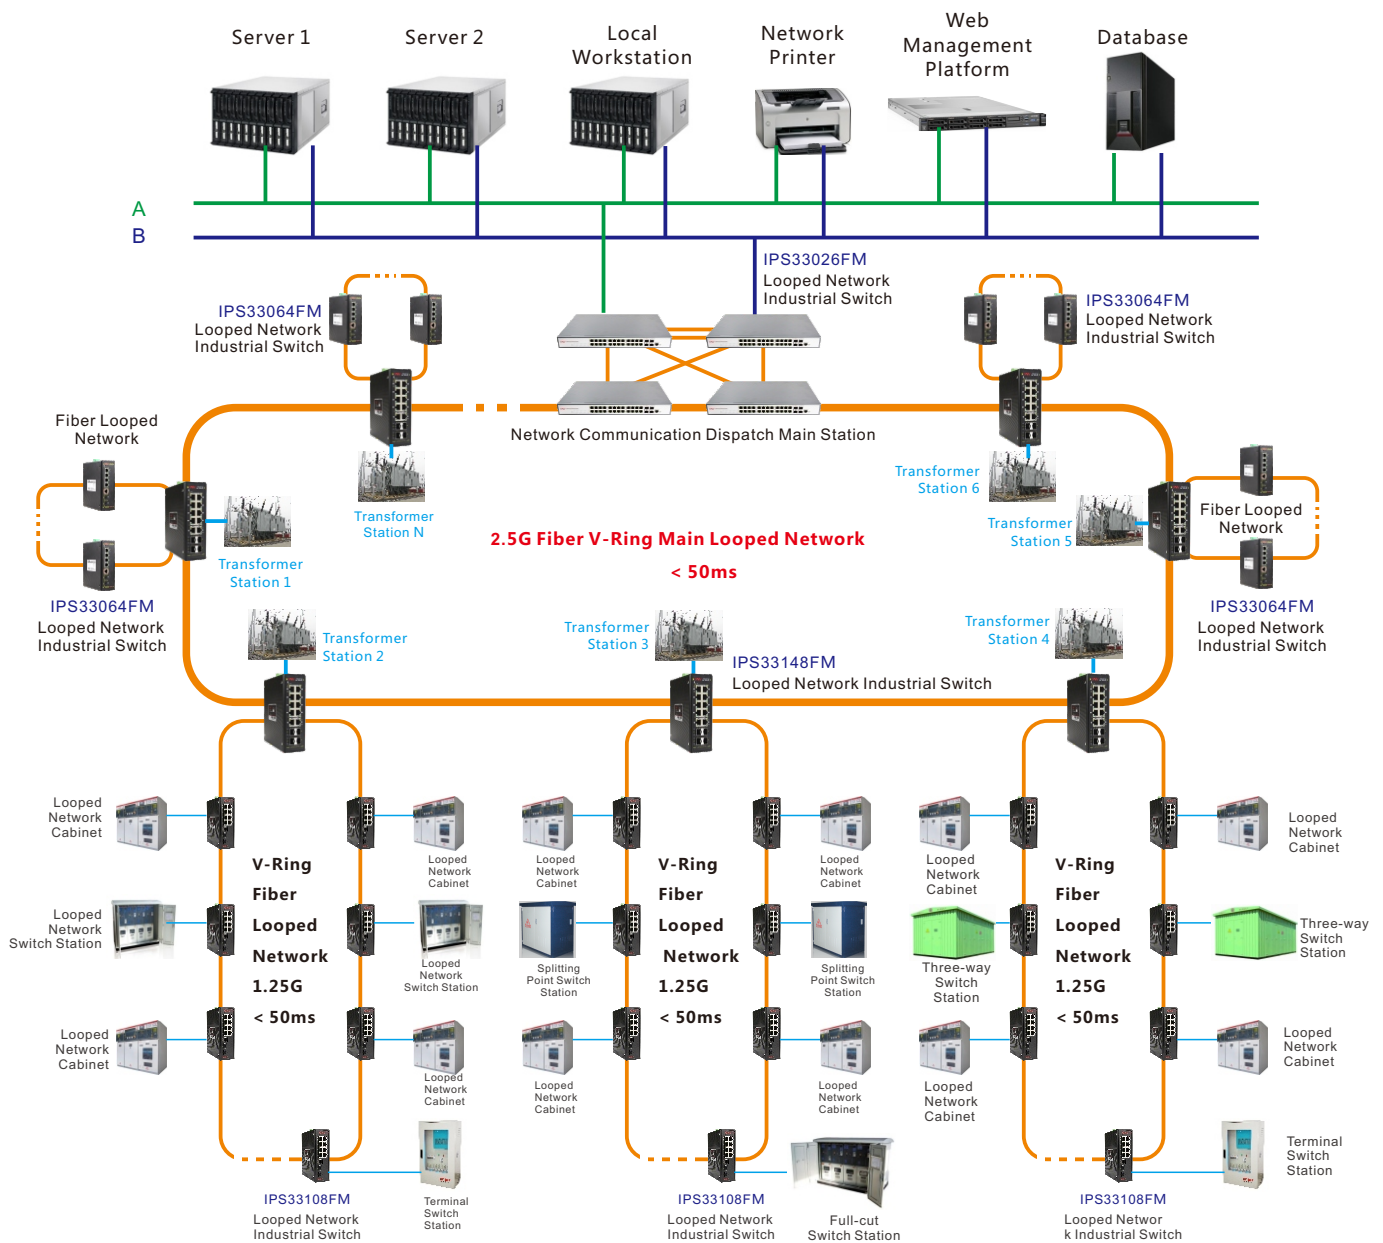 Server 1
Server 2
Local
Workstation
Network
Printer
Web
Management
Platform
Database
A
B
IPS33026FM
Looped Network
Industrial Switch
IPS33064FM
Looped Network
Industrial Switch
IPS33064FM
Looped Network
Industrial Switch
Network Communication Dispatch Main Station
Fiber Looped
Network
IPS33064FM
Looped Network
Industrial Switch
Transformer
Station 1
Transformer
Station N
Transformer
Station 6
Transformer
Station 5
Fiber Looped
Network
IPS33064FM
Looped Network
Industrial Switch
2.5G Fiber V-Ring Main Looped Network
< 50ms
Transformer
Station 2
Transformer
Station 3
Transformer
Station 4
IPS33148FM
Looped Network Industrial Switch
Looped
Network
Cabinet
Looped
Network
Cabinet
Looped
Network
Switch Station
Looped
Network
Switch Station
Looped
Network
Cabinet
Looped
Network
Cabinet
V-Ring
Fiber
Looped
Network
1.25G
< 50ms
IPS33108FM
Looped Network
Industrial Switch
Terminal
Switch
Station
Looped
Network
Cabinet
Looped
Network
Cabinet
Splitting
Point Switch
Station
Splitting
Point Switch
Station
Looped
Network
Cabinet
Looped
Network
Cabinet
V-Ring
Fiber
Looped
Network
1.25G
< 50ms
IPS33108FM
Looped Network
Industrial Switch
Full-cut
Switch Station
Looped
Network
Cabinet
Looped
Network
Cabinet
Three-way
Switch
Station
Three-way
Switch
Station
Looped
Network
Cabinet
Looped
Network
Cabinet
V-Ring
Fiber
Looped
Network
1.25G
< 50ms
IPS33108FM
Looped Networ
k Industrial Switch
Terminal
Switch
Station